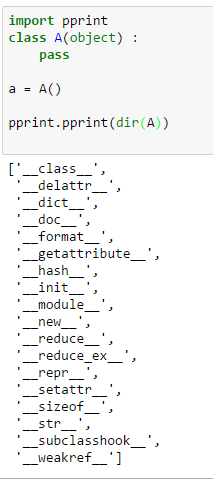 import pprint
class A(object) :
    pass

a = A()

pprint.pprint(dir(A))

['__class__',
 '__delattr__',
 '__dict__',
 '__doc__',
 '__format__',
 '__getattribute__',
 '__hash__',
 '__init__',
 '__module__',
 '__new__',
 '__reduce__',
 '__reduce_ex__',
 '__repr__',
 '__setattr__',
 '__sizeof__',
 '__str__',
 '__subclasshook__',
 '__weakref__']